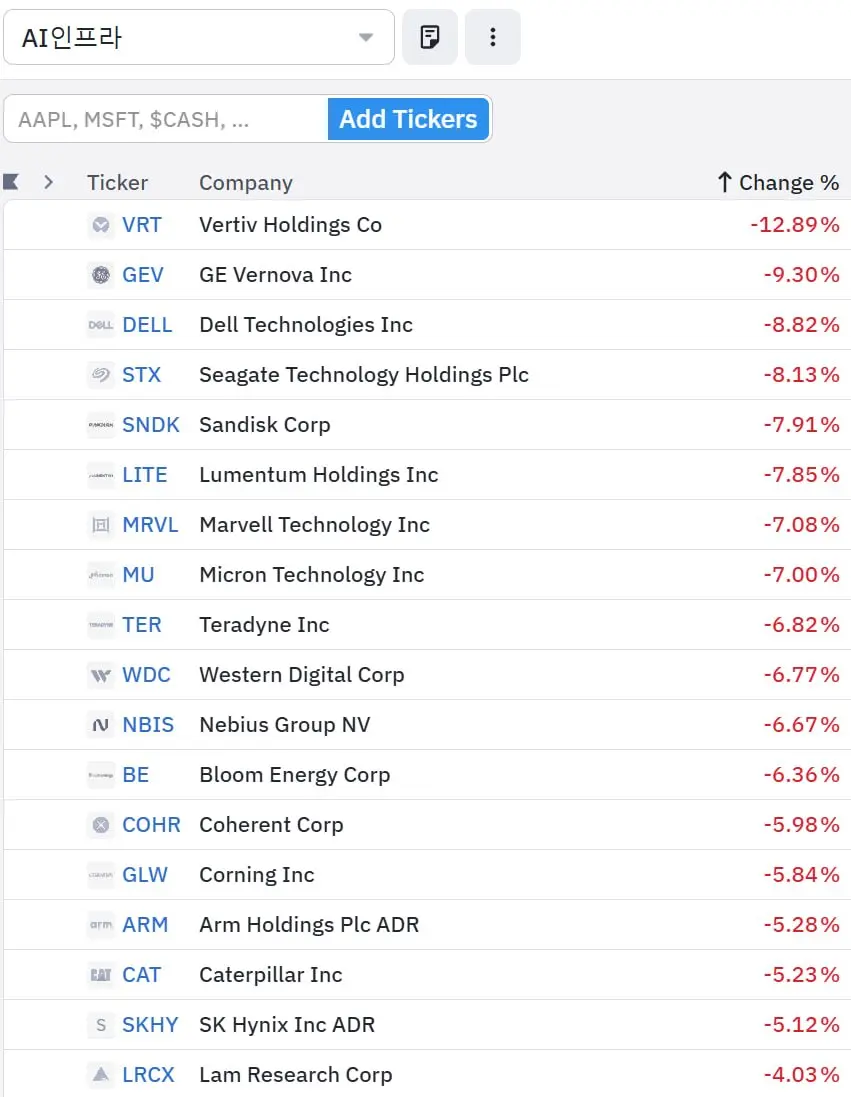 AI인프라
AAPL, MSFT, $CASH, ... Add Tickers
Ticker Company ↑ Change %
VRT Vertiv Holdings Co -12.89%
GEV GE Vernova Inc -9.30%
DELL DELL Dell Technologies Inc -8.82%
STX Seagate Technology Holdings Plc -8.13%
SNDK Sandisk Corp -7.91%
LITE Lumentum Holdings Inc -7.85%
MRVL Marvell Technology Inc -7.08%
MU Micron Technology Inc -7.00%
TERADYNE TER Teradyne Inc -6.82%
WDC Western Digital Corp -6.77%
NBIS Nebius Group NV -6.67%
BE Bloom Energy Corp -6.36%
COHR Coherent Corp -5.98%
GLW Corning Inc -5.84%
arm ARM Arm Holdings Plc ADR -5.28%
CAT CAT Caterpillar Inc -5.23%
S SKHY SK Hynix Inc ADR -5.12%
LRCX Lam Research Corp -4.03%